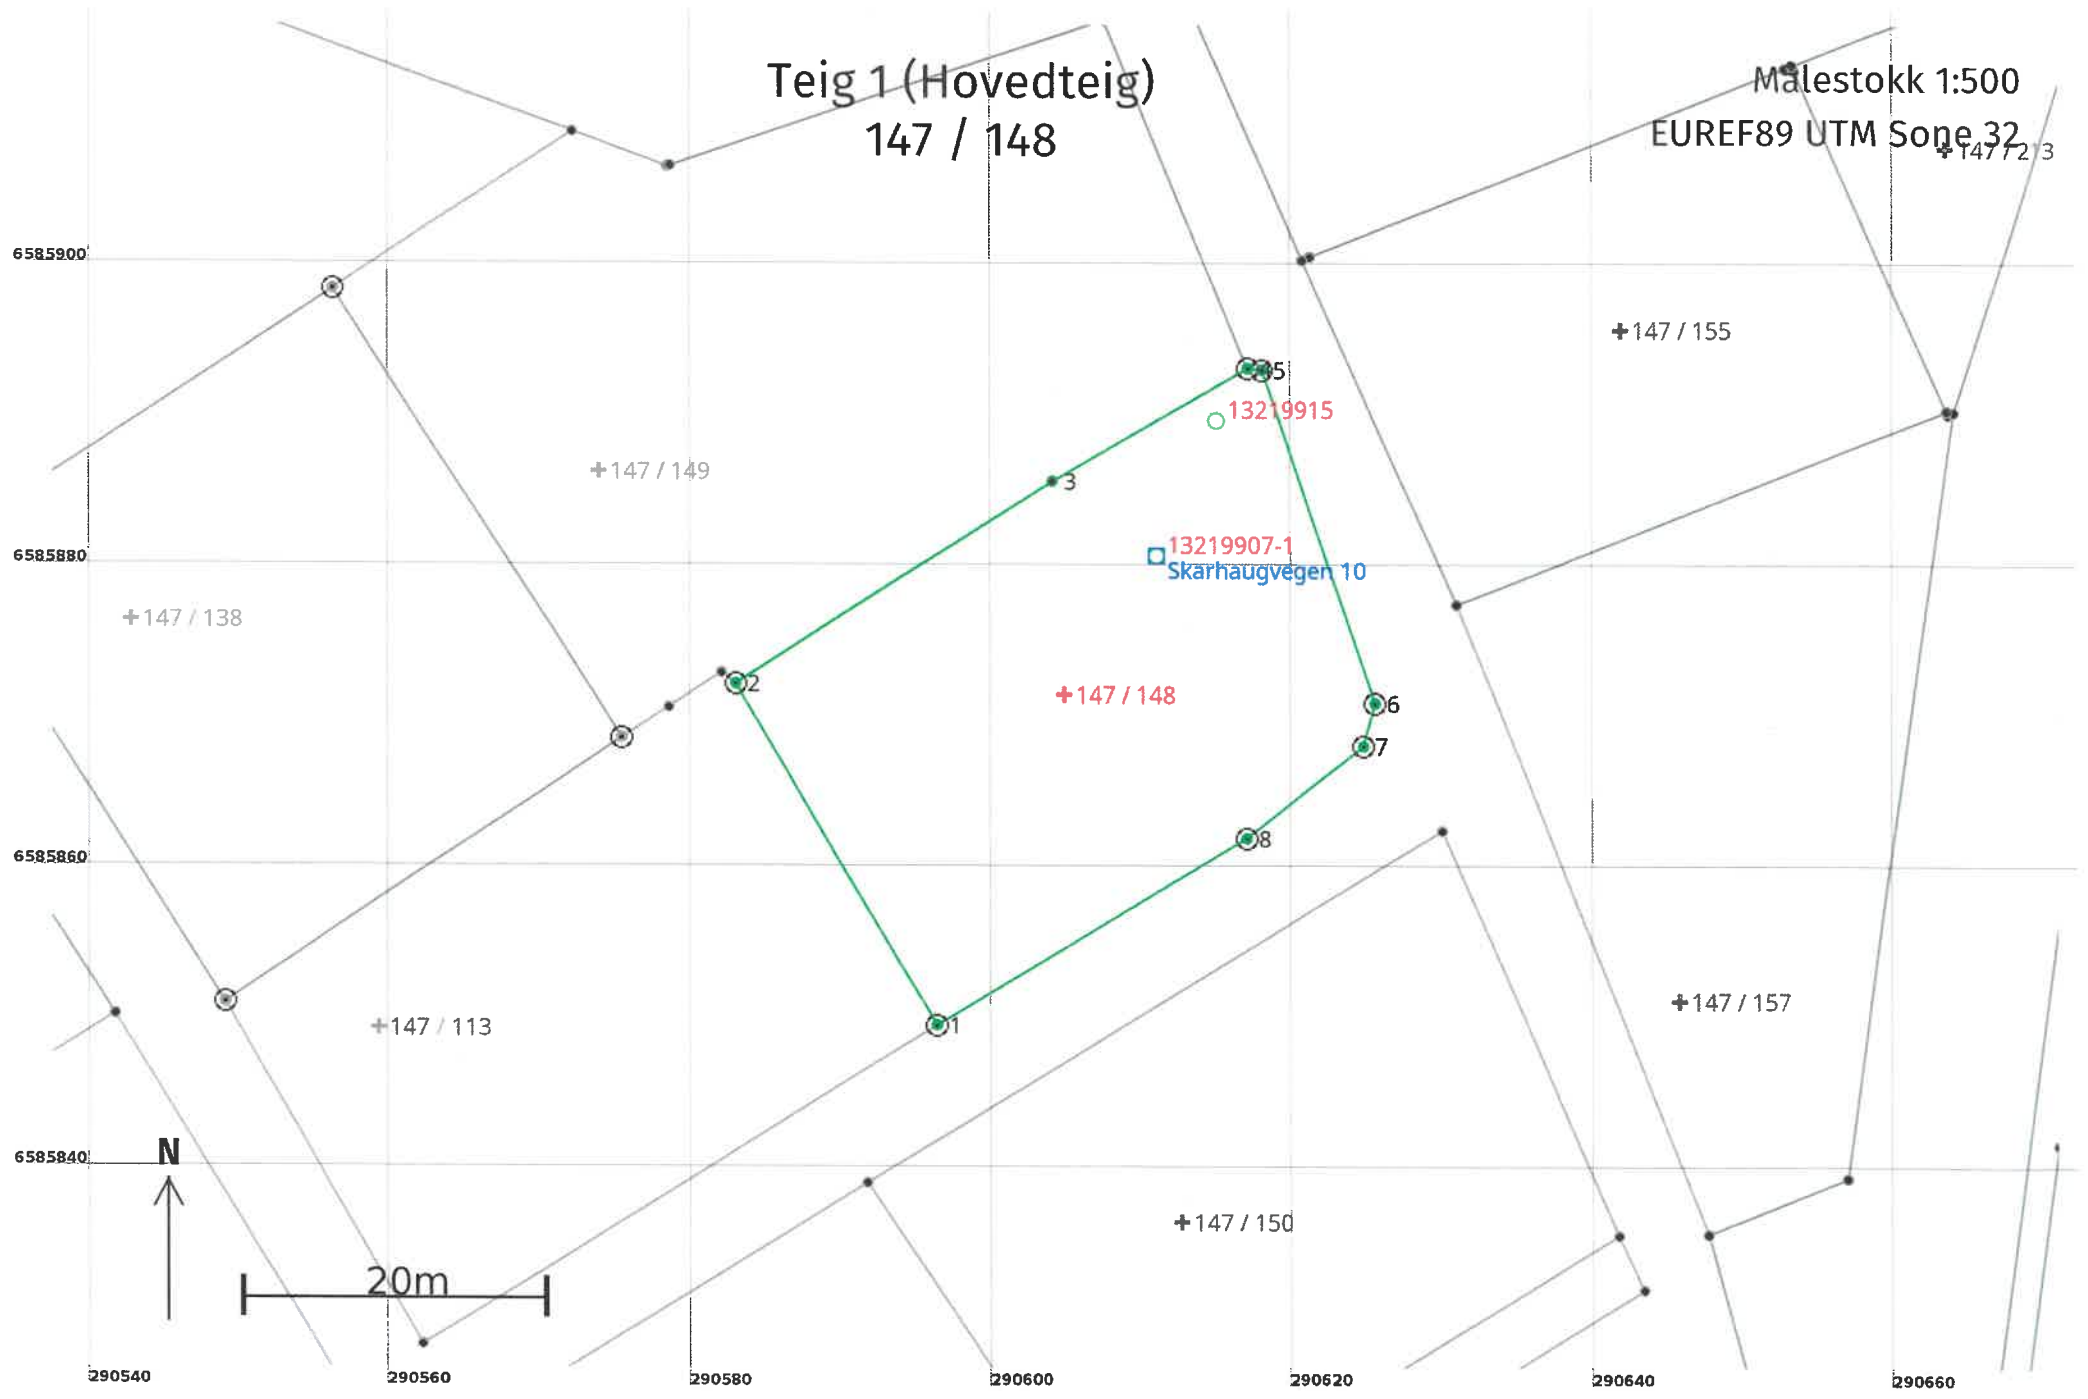 Teig 1 (Hovedteig)
147 / 148
Målestokk 1:500
EUREF89 UTM Sone 32
147 / 213
6585900
147 / 155
5
13219915
3
147 / 149
6585880
13219907-1
Skarhaugvegen 10
147 / 138
2
147 / 148
6
7
8
6585860
147 / 157
147 / 113
1
6585840
N
147 / 150
20m
290540
290560
290580
290600
290620
290640
290660